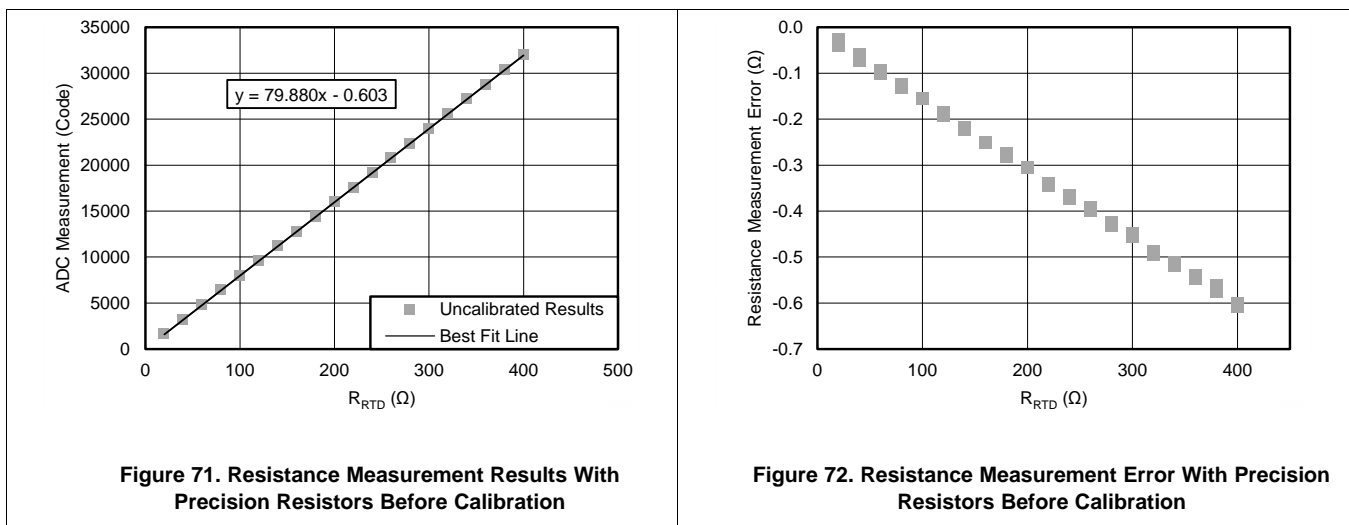 35000
30000
25000
20000
15000
10000
5000
0
ADC Measurement (Code)
y = 79.880x - 0.603
Uncalibrated Results
Best Fit Line
0 100 200 300 400 500
RRTD (Ω)
Figure 71. Resistance Measurement Results With
Precision Resistors Before Calibration
0.0
-0.1
-0.2
-0.3
-0.4
-0.5
-0.6
-0.7
Resistance Measurement Error (Ω)
0 100 200 300 400
RRTD (Ω)
Figure 72. Resistance Measurement Error With Precision
Resistors Before Calibration